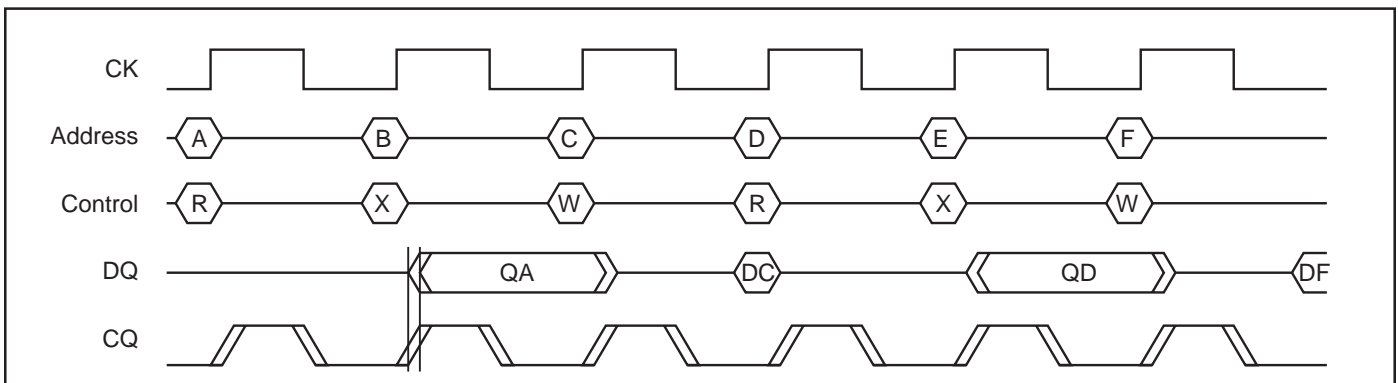 CK
Address A B C D E F
Control R X W R X W
DQ QA DC QD DF
CQ